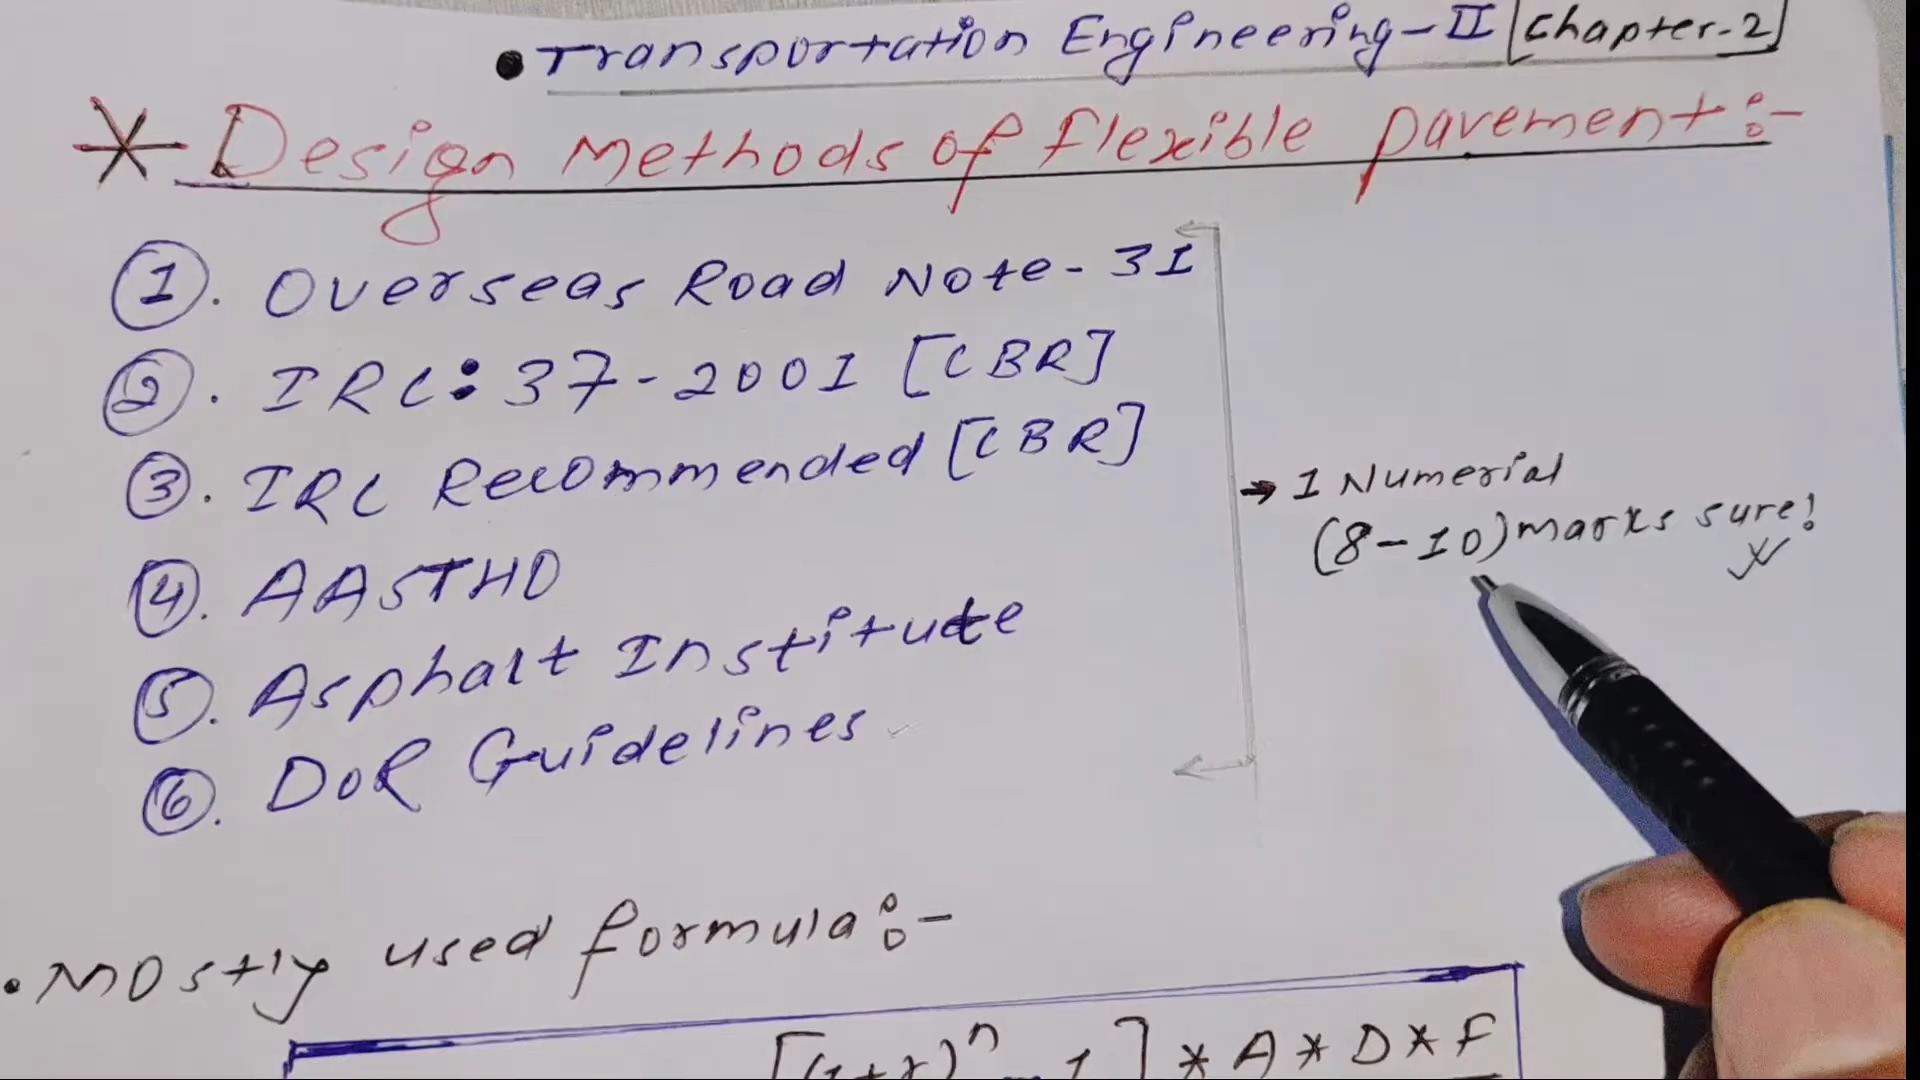 • Transportation Engineering-II [Chapter-2]
* Design Methods of flexible pavement:-
1. Overseas Road Note-31
2. IRC: 37-2001 [CBR]
3. IRC Recommended [CBR]
→ 1 Numerial
(8-10) marks sure!
4. AASTHO
5. Asphalt Institute
6. DoR Guidelines
• Mostly used formula:-
[(1+r)^n - 1] * A * D * F